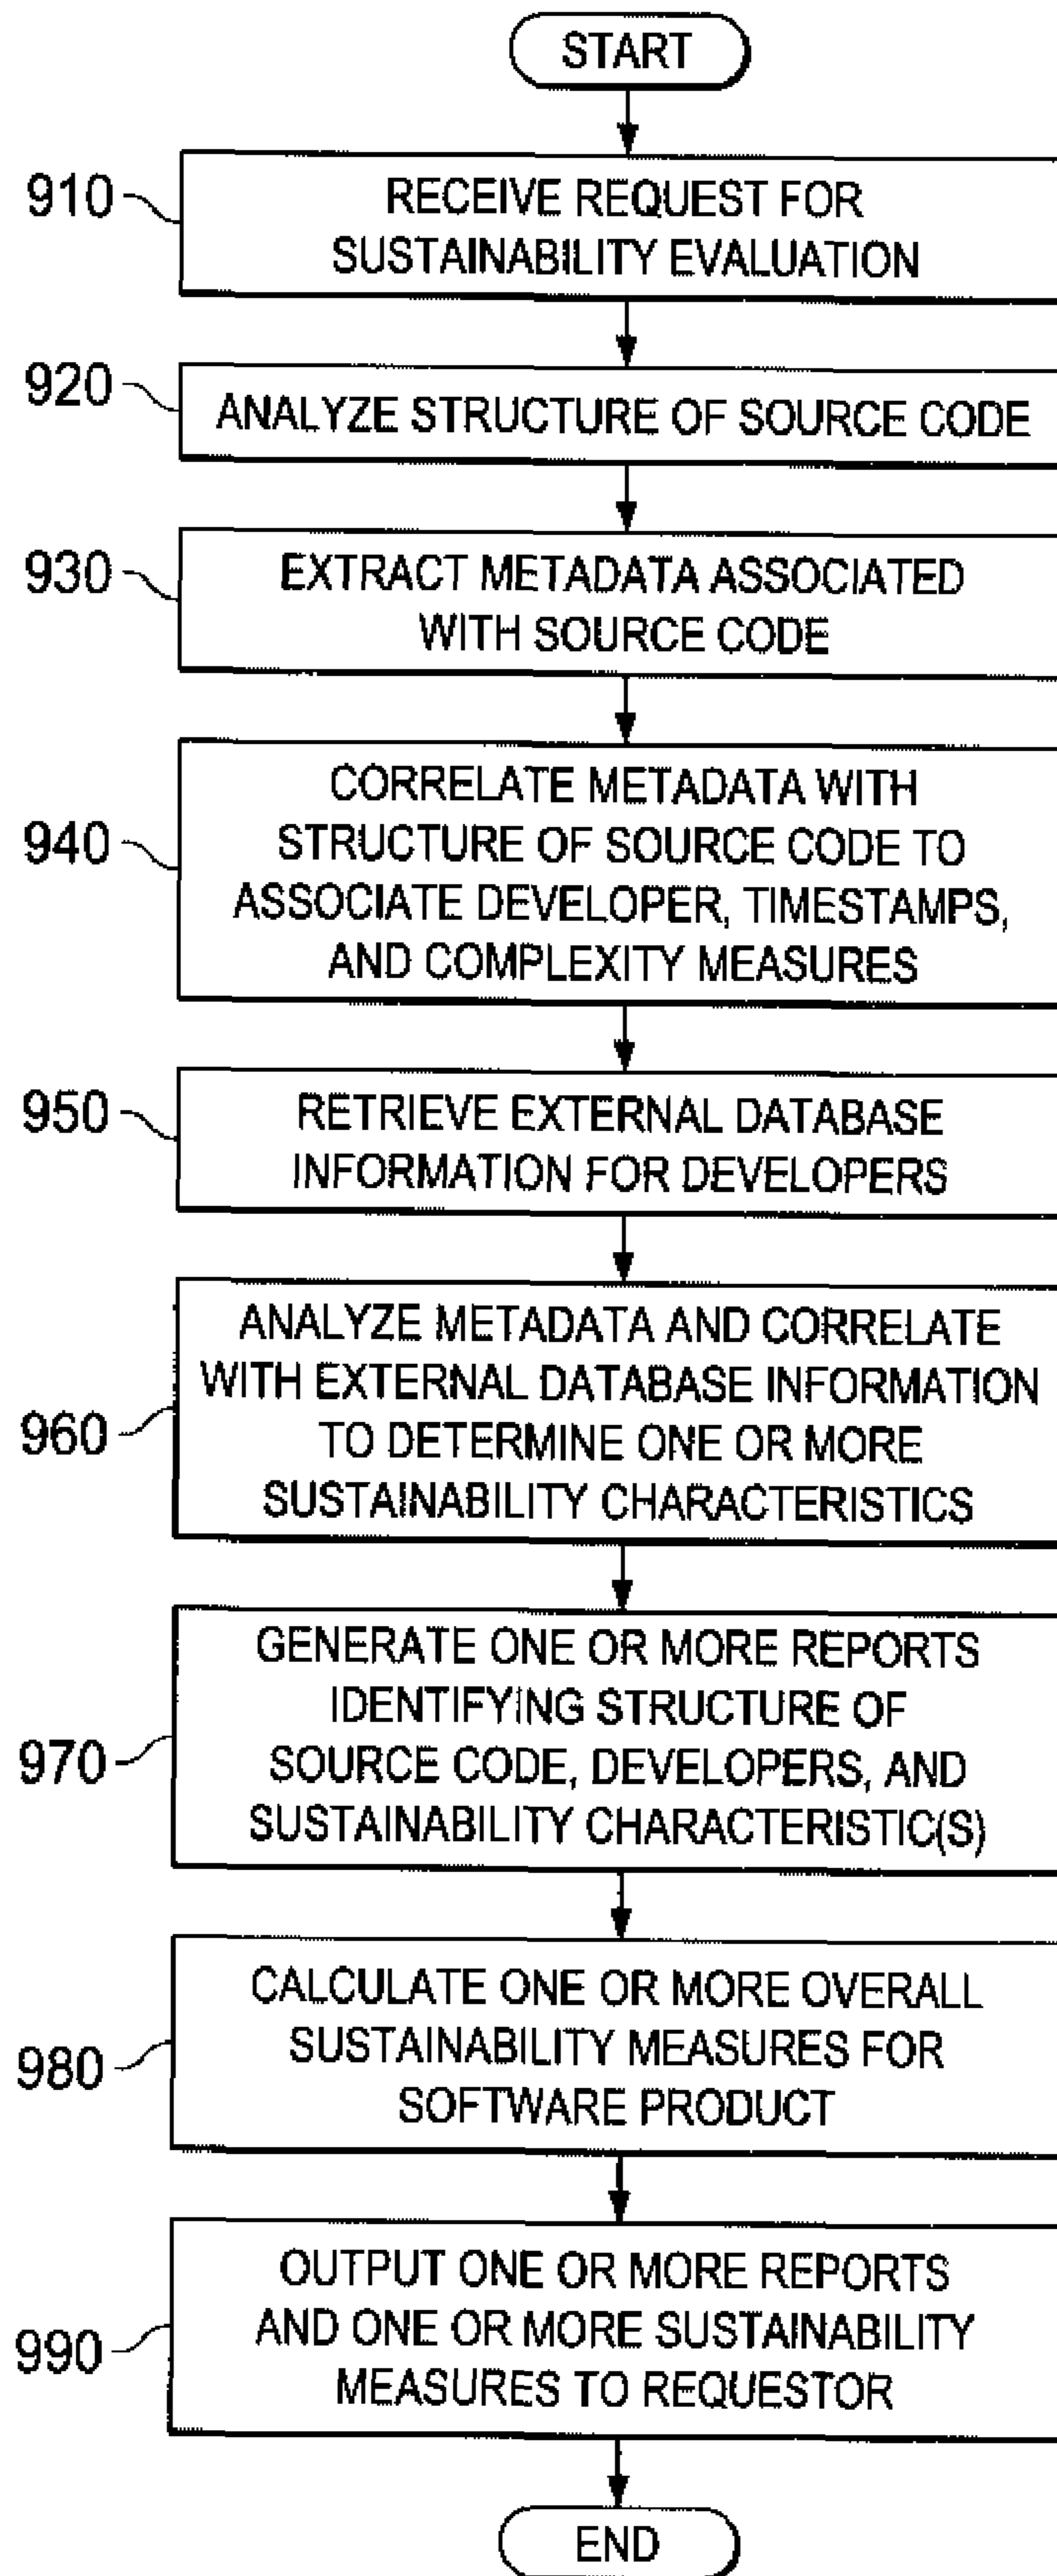 START
910
RECEIVE REQUEST FOR
SUSTAINABILITY EVALUATION
920
ANALYZE STRUCTURE OF SOURCE CODE
930
EXTRACT METADATA ASSOCIATED
WITH SOURCE CODE
940
CORRELATE METADATA WITH
STRUCTURE OF SOURCE CODE TO
ASSOCIATE DEVELOPER, TIMESTAMPS,
AND COMPLEXITY MEASURES
950
RETRIEVE EXTERNAL DATABASE
INFORMATION FOR DEVELOPERS
960
ANALYZE METADATA AND CORRELATE
WITH EXTERNAL DATABASE INFORMATION
TO DETERMINE ONE OR MORE
SUSTAINABILITY CHARACTERISTICS
970
GENERATE ONE OR MORE REPORTS
IDENTIFYING STRUCTURE OF
SOURCE CODE, DEVELOPERS, AND
SUSTAINABILITY CHARACTERISTIC(S)
980
CALCULATE ONE OR MORE OVERALL
SUSTAINABILITY MEASURES FOR
SOFTWARE PRODUCT
990
OUTPUT ONE OR MORE REPORTS
AND ONE OR MORE SUSTAINABILITY
MEASURES TO REQUESTOR
END